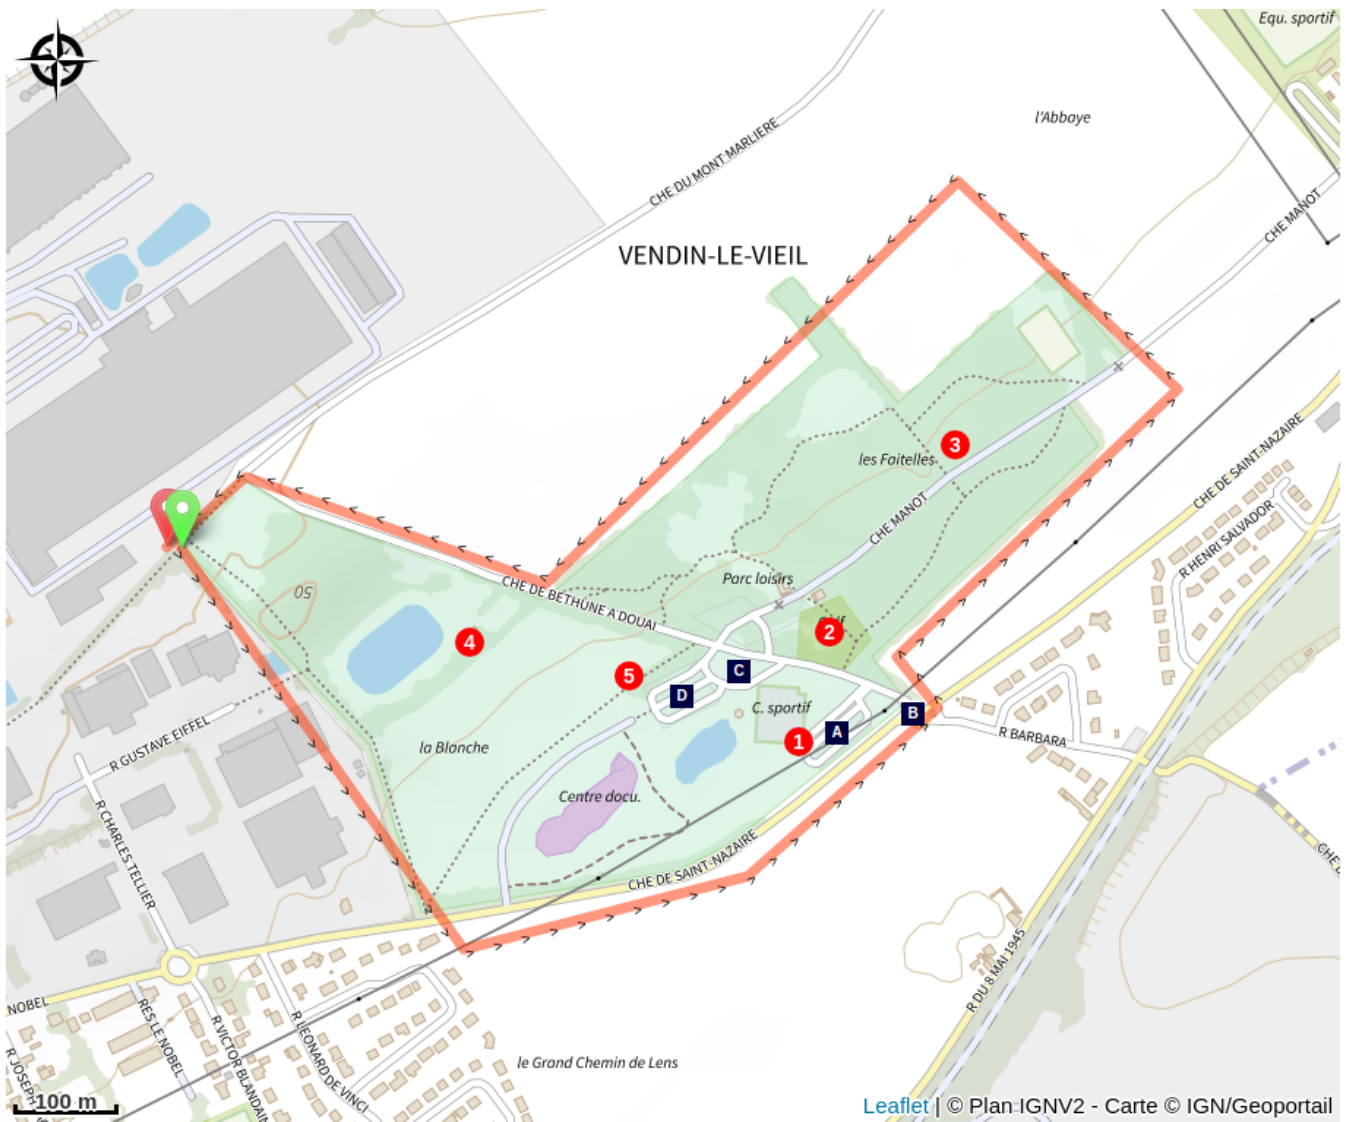 Equ. sportif
l'Abbaye
CHE DU MONT MARLIERE
CHE MANOT
VENDIN-LE-VIEIL
3
les Faitelles
CHE MANOT
CHE DE SAINT-NAZAIRE
R HENRI SALVADOR
Parc loisirs
CHE DE BÉTHUNE A DOUAI
50
4
2
5
C
D
C. sportif
1
A
B
R BARBARA
R GUSTAVE EIFFEL
la Blanche
Centre docu.
R CHARLES TELLIER
CHE DE SAINT-NAZAIRE
NOBEL
RES LE NOBEL
R VICTOR BLANDAIN
R LEONARD DE VINCI
R JOSEPH
R DU 8 MAI 1945
le Grand Chemin de Lens
100 m
Leaflet | © Plan IGNV2 - Carte © IGN/Geoportail